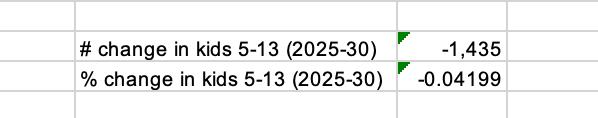 # change in kids 5-13 (2025-30) -1,435
% change in kids 5-13 (2025-30) -0.04199